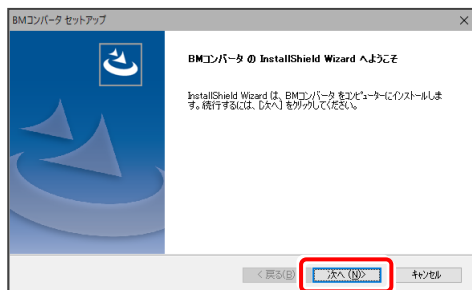 BMコンバータ セットアップ
BMコンバータ の InstallShield Wizard へようこそ
InstallShield Wizard は、BMコンバータ をコンピューターにインストールしま
す。続行するには、[次へ] をクリックしてください。
< 戻る(B)
次へ (N)>
キャンセル